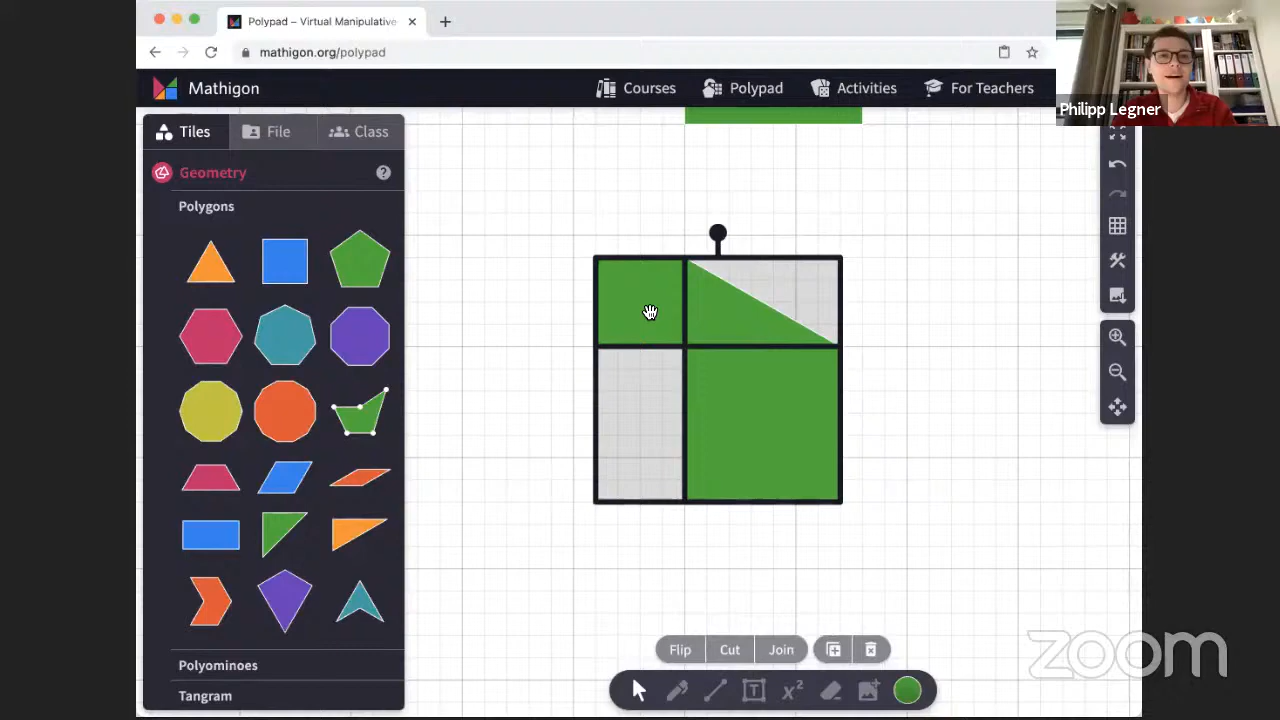 Polypad – Virtual Manipulative
mathigon.org/polypad
Mathigon
Courses
Polypad
Activities
For Teachers
Philipp Legner
Tiles
File
Class
Geometry
?
Polygons
Polyominoes
Tangram
Flip
Cut
Join
T
x²
zoom